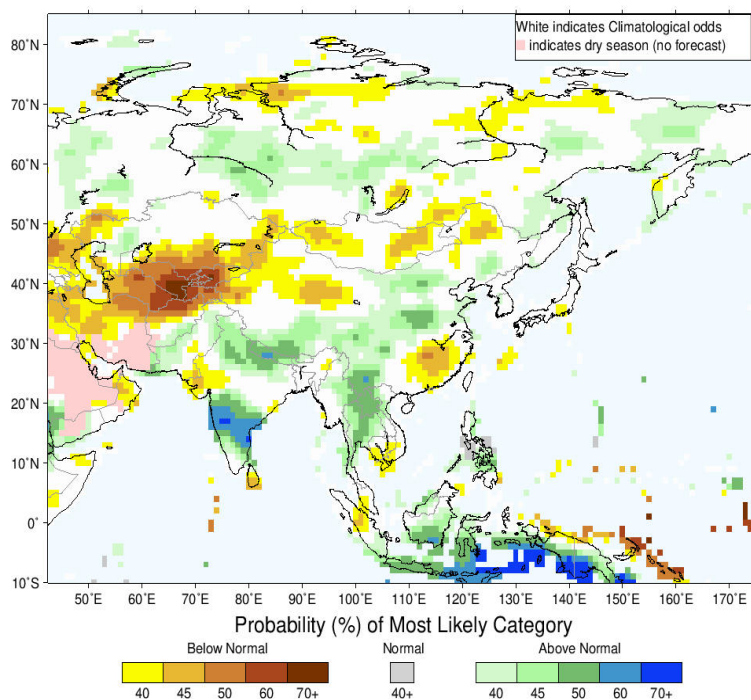 White indicates Climatological odds
indicates dry season (no forecast)
80°N
70°N
60°N
50°N
40°N
30°N
20°N
10°N
0°
10°S
50°E 60°E 70°E 80°E 90°E 100°E 110°E 120°E 130°E 140°E 150°E 160°E 170°E
Probability (%) of Most Likely Category
Below Normal Normal Above Normal
40 45 50 60 70+ 40+ 40 45 50 60 70+